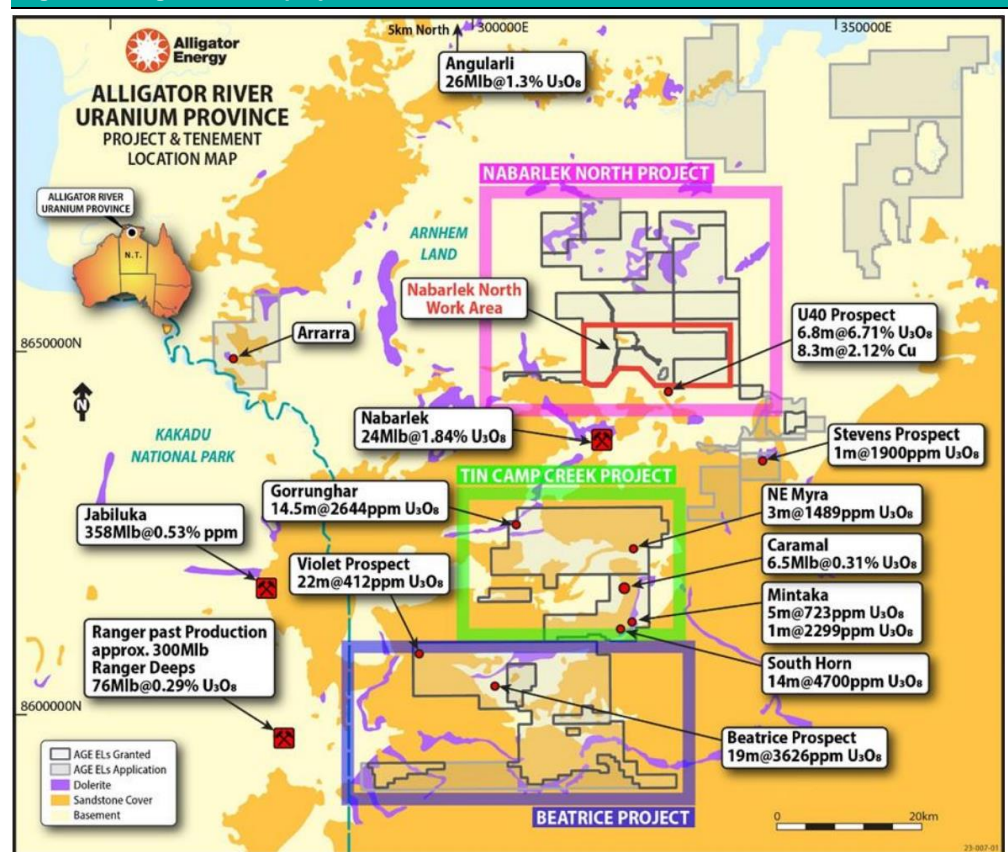 Alligator
Energy
ALLIGATOR RIVER
URANIUM PROVINCE
PROJECT & TENEMENT
LOCATION MAP
5km North
300000E
350000E
Angularli
26Mlb@1.3% U₃O₈
ALLIGATOR RIVER
URANIUM PROVINCE
N.T.
NABARLEK NORTH PROJECT
ARNHEM
LAND
Nabarlek North
Work Area
U40 Prospect
6.8m@6.71% U₃O₈
8.3m@2.12% Cu
Arrarra
8650000N
N
Nabarlek
24Mlb@1.84% U₃O₈
KAKADU
NATIONAL PARK
Stevens Prospect
1m@1900ppm U₃O₈
TIN CAMP CREEK PROJECT
Gorrunghar
14.5m@2644ppm U₃O₈
NE Myra
3m@1489ppm U₃O₈
Jabiluka
358Mlb@0.53% ppm
Violet Prospect
22m@412ppm U₃O₈
Caramal
6.5Mlb@0.31% U₃O₈
Mintaka
5m@723ppm U₃O₈
1m@2299ppm U₃O₈
Ranger past Production
approx. 300Mlb
Ranger Deeps
76Mlb@0.29% U₃O₈
South Horn
14m@4700ppm U₃O₈
8600000N
Beatrice Prospect
19m@3626ppm U₃O₈
AGE ELs Granted
AGE ELs Application
Dolerite
Sandstone Cover
Basement
BEATRICE PROJECT
0
20km
23-007-01